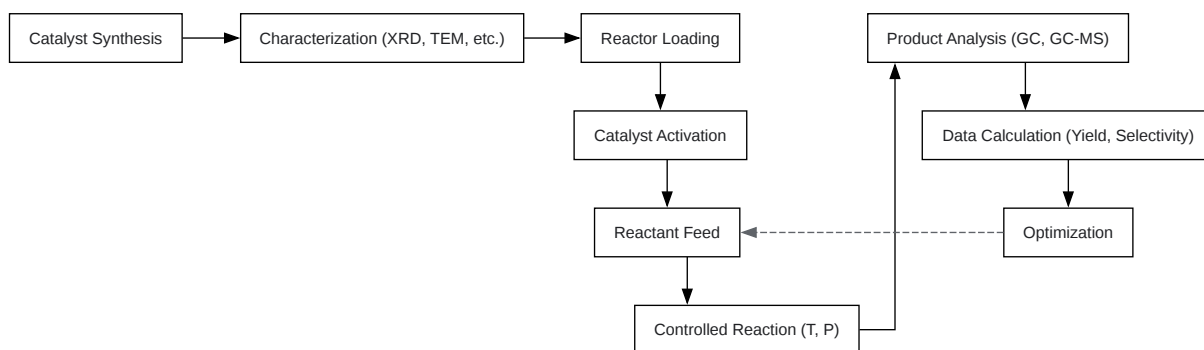 Catalyst Synthesis
Characterization (XRD, TEM, etc.)
Reactor Loading
Catalyst Activation
Reactant Feed
Controlled Reaction (T, P)
Product Analysis (GC, GC-MS)
Data Calculation (Yield, Selectivity)
Optimization